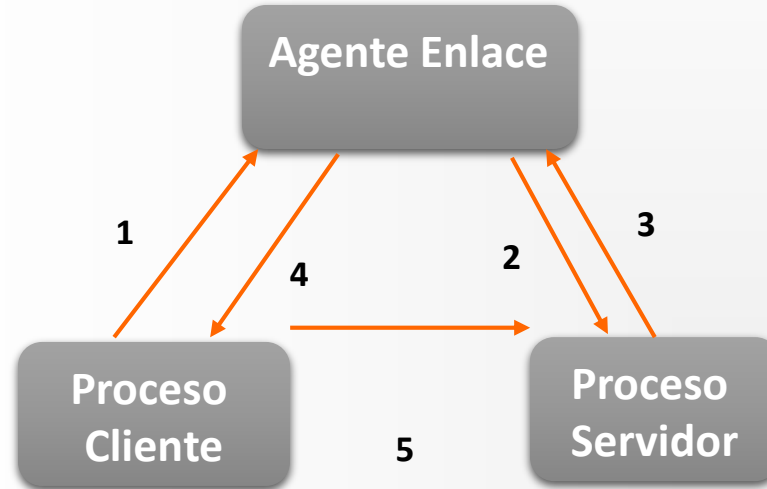 Agente Enlace
1
4
2
3
Proceso
Cliente
5
Proceso
Servidor